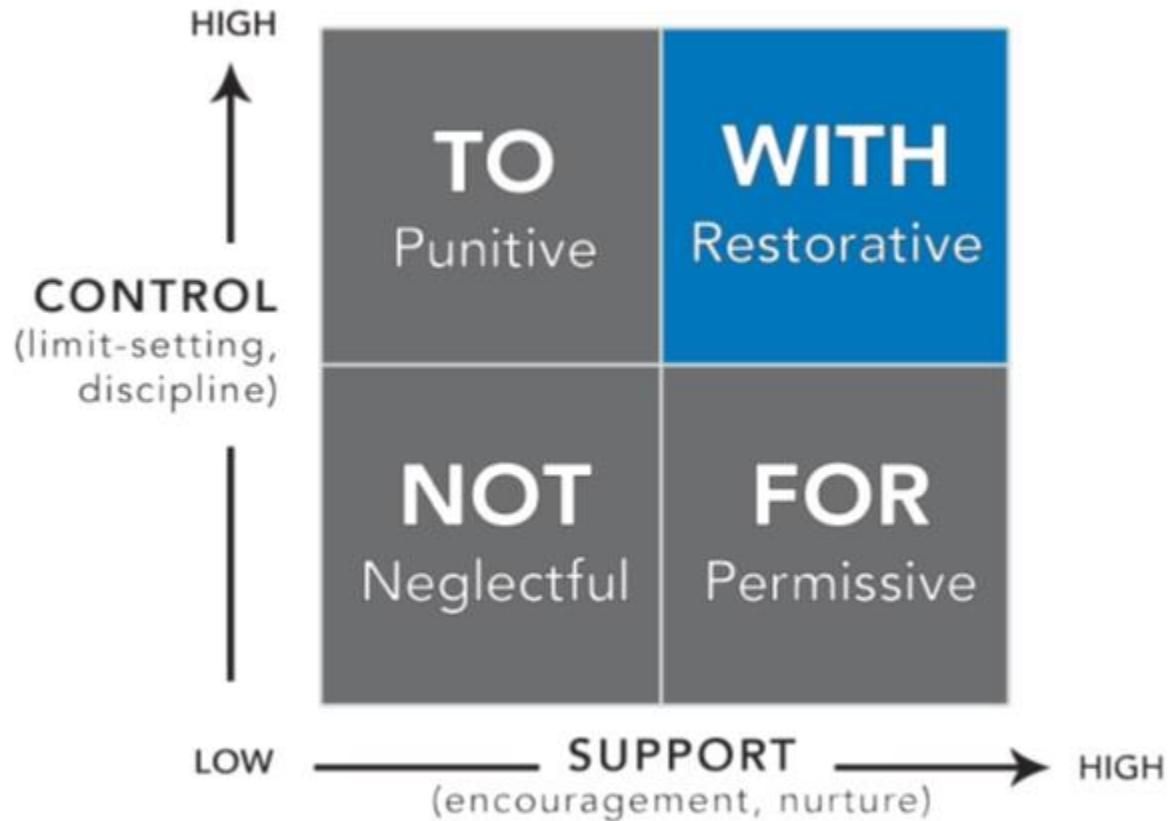 HIGH
TO
Punitive
WITH
Restorative
CONTROL
(limit-setting,
discipline)
NOT
Neglectful
FOR
Permissive
LOW
SUPPORT
(encouragement, nurture)
HIGH